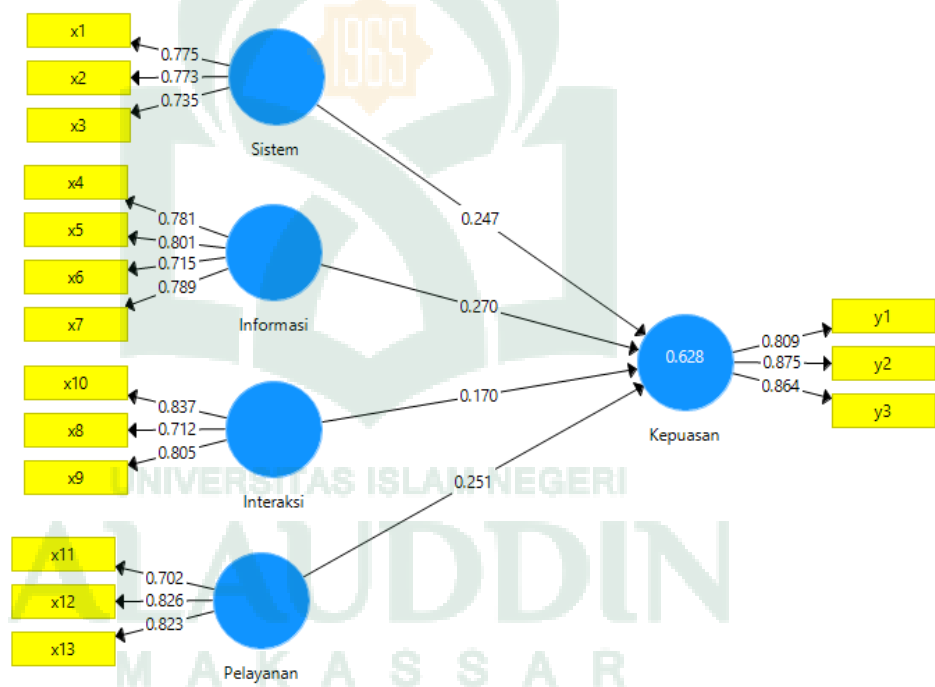 1965
x1
x2
x3
0.775
0.773
0.735
Sistem
x4
x5
x6
x7
0.781
0.801
0.715
0.789
Informasi
x10
x8
x9
0.837
0.712
0.805
Interaksi
x11
x12
x13
0.702
0.826
0.823
Pelayanan
0.247
0.270
0.170
0.251
0.628
Kepuasan
0.809
0.875
0.864
y1
y2
y3
UNIVERSITAS ISLAM NEGERI
ALAUDDIN
MAKASSAR